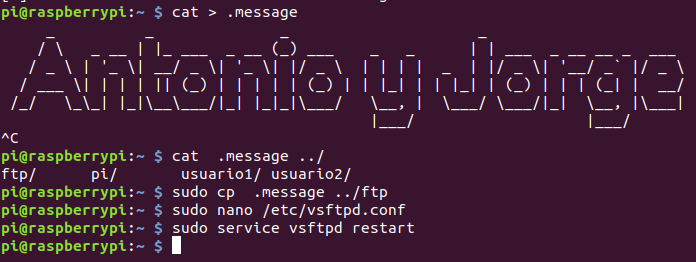 pi@raspberrypi:~ $ cat > .message
Antonio y Jorge
^C
pi@raspberrypi:~ $ cat  .message ../
ftp/       pi/        usuario1/ usuario2/
pi@raspberrypi:~ $ sudo cp  .message ../ftp
pi@raspberrypi:~ $ sudo nano /etc/vsftpd.conf
pi@raspberrypi:~ $ sudo service vsftpd restart
pi@raspberrypi:~ $